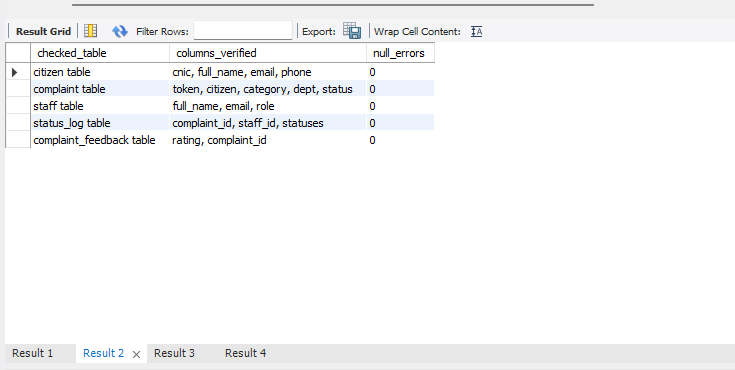 Result Grid Filter Rows: Export: Wrap Cell Content:
checked_table columns_verified null_errors
citizen table cnic, full_name, email, phone 0
complaint table token, citizen, category, dept, status 0
staff table full_name, email, role 0
status_log table complaint_id, staff_id, statuses 0
complaint_feedback table rating, complaint_id 0
Result 1 Result 2 Result 3 Result 4